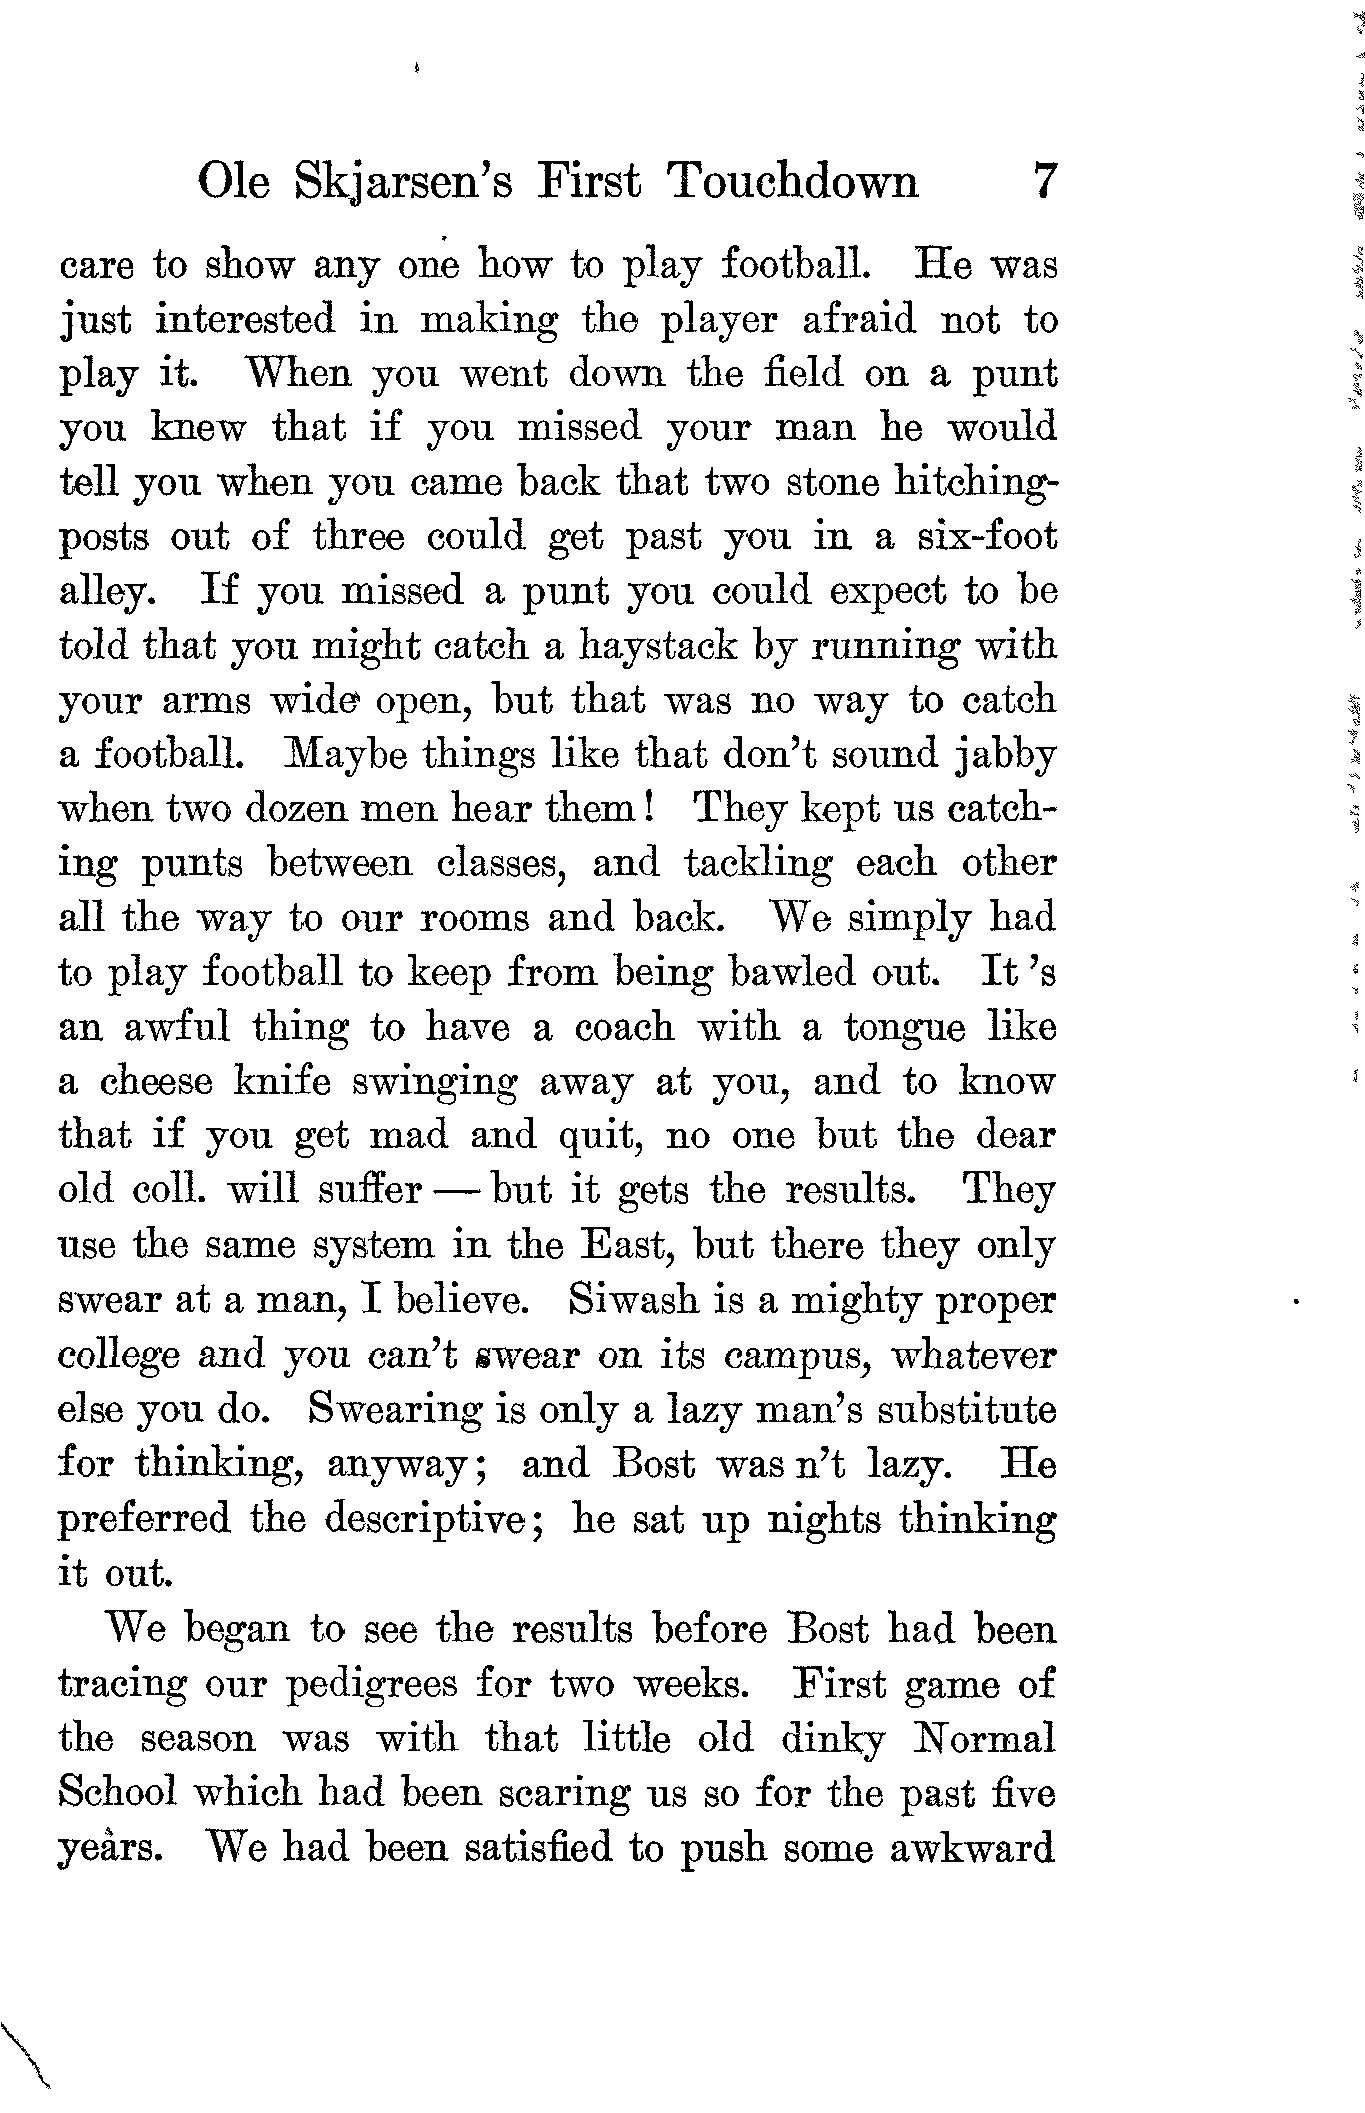 Ole Skjarsen's First Touchdown 7
care to show any one how to play football. He was
just interested in making the player afraid not to
play it. When you went down the field on a punt
you knew that if you missed your man he would
tell you when you came back that two stone hitching-
posts out of three could get past you in a six-foot
alley. If you missed a punt you could expect to be
told that you might catch a haystack by running with
your arms wide open, but that was no way to catch
a football. Maybe things like that don't sound jabby
when two dozen men hear them! They kept us catch-
ing punts between classes, and tackling each other
all the way to our rooms and back. We simply had
to play football to keep from being bawled out. It 's
an awful thing to have a coach with a tongue like
a cheese knife swinging away at you, and to know
that if you get mad and quit, no one but the dear
old coll. will suffer — but it gets the results. They
use the same system in the East, but there they only
swear at a man, I believe. Siwash is a mighty proper
college and you can't swear on its campus, whatever
else you do. Swearing is only a lazy man's substitute
for thinking, anyway; and Bost was n't lazy. He
preferred the descriptive; he sat up nights thinking
it out.
We began to see the results before Bost had been
tracing our pedigrees for two weeks. First game of
the season was with that little old dinky Normal
School which had been scaring us so for the past five
years. We had been satisfied to push some awkward